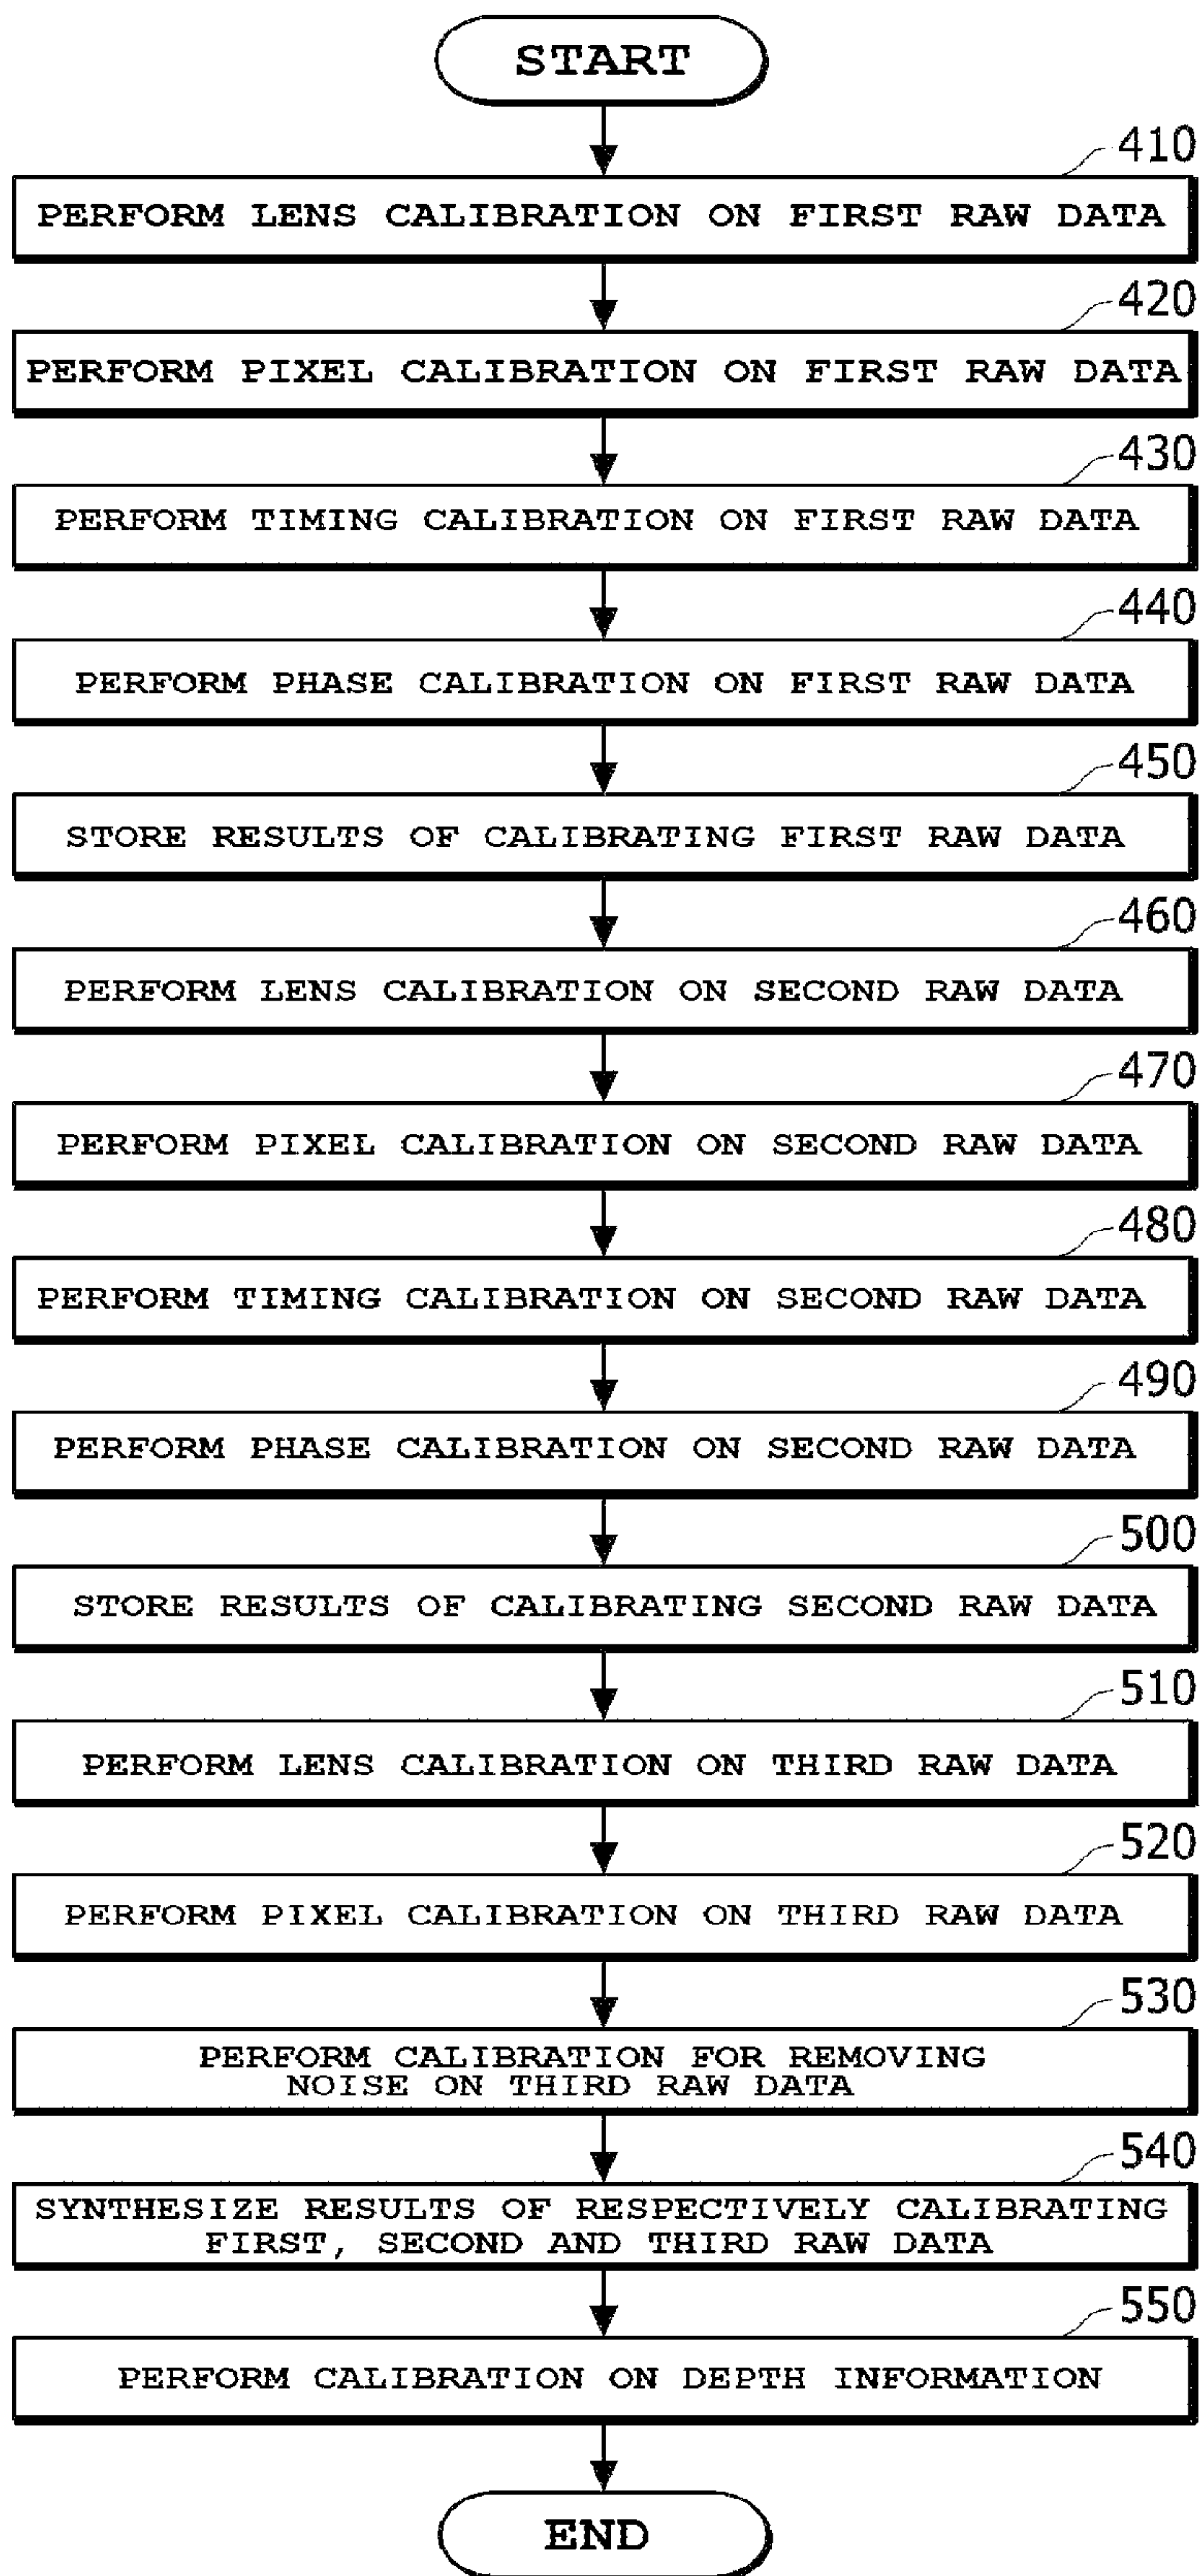 START
410
PERFORM LENS CALIBRATION ON FIRST RAW DATA
420
PERFORM PIXEL CALIBRATION ON FIRST RAW DATA
430
PERFORM TIMING CALIBRATION ON FIRST RAW DATA
440
PERFORM PHASE CALIBRATION ON FIRST RAW DATA
450
STORE RESULTS OF CALIBRATING FIRST RAW DATA
460
PERFORM LENS CALIBRATION ON SECOND RAW DATA
470
PERFORM PIXEL CALIBRATION ON SECOND RAW DATA
480
PERFORM TIMING CALIBRATION ON SECOND RAW DATA
490
PERFORM PHASE CALIBRATION ON SECOND RAW DATA
500
STORE RESULTS OF CALIBRATING SECOND RAW DATA
510
PERFORM LENS CALIBRATION ON THIRD RAW DATA
520
PERFORM PIXEL CALIBRATION ON THIRD RAW DATA
530
PERFORM CALIBRATION FOR REMOVING
NOISE ON THIRD RAW DATA
540
SYNTHESIZE RESULTS OF RESPECTIVELY CALIBRATING
FIRST, SECOND AND THIRD RAW DATA
550
PERFORM CALIBRATION ON DEPTH INFORMATION
END